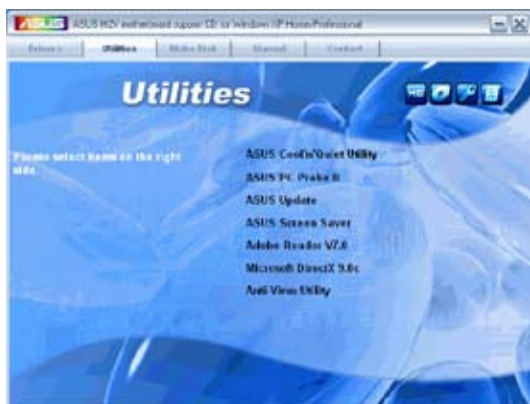 ASUS ASUS M2V motherboard support CD for Windows XP Home/Professional
Drivers Utilities Make Disk Manual Contact
Utilities
Please select items on the right side.
ASUS Cool'n'Quiet Utility
ASUS PC Probe II
ASUS Update
ASUS Screen Saver
Adobe Reader V7.0
Microsoft DirectX 9.0c
Anti-Virus Utility